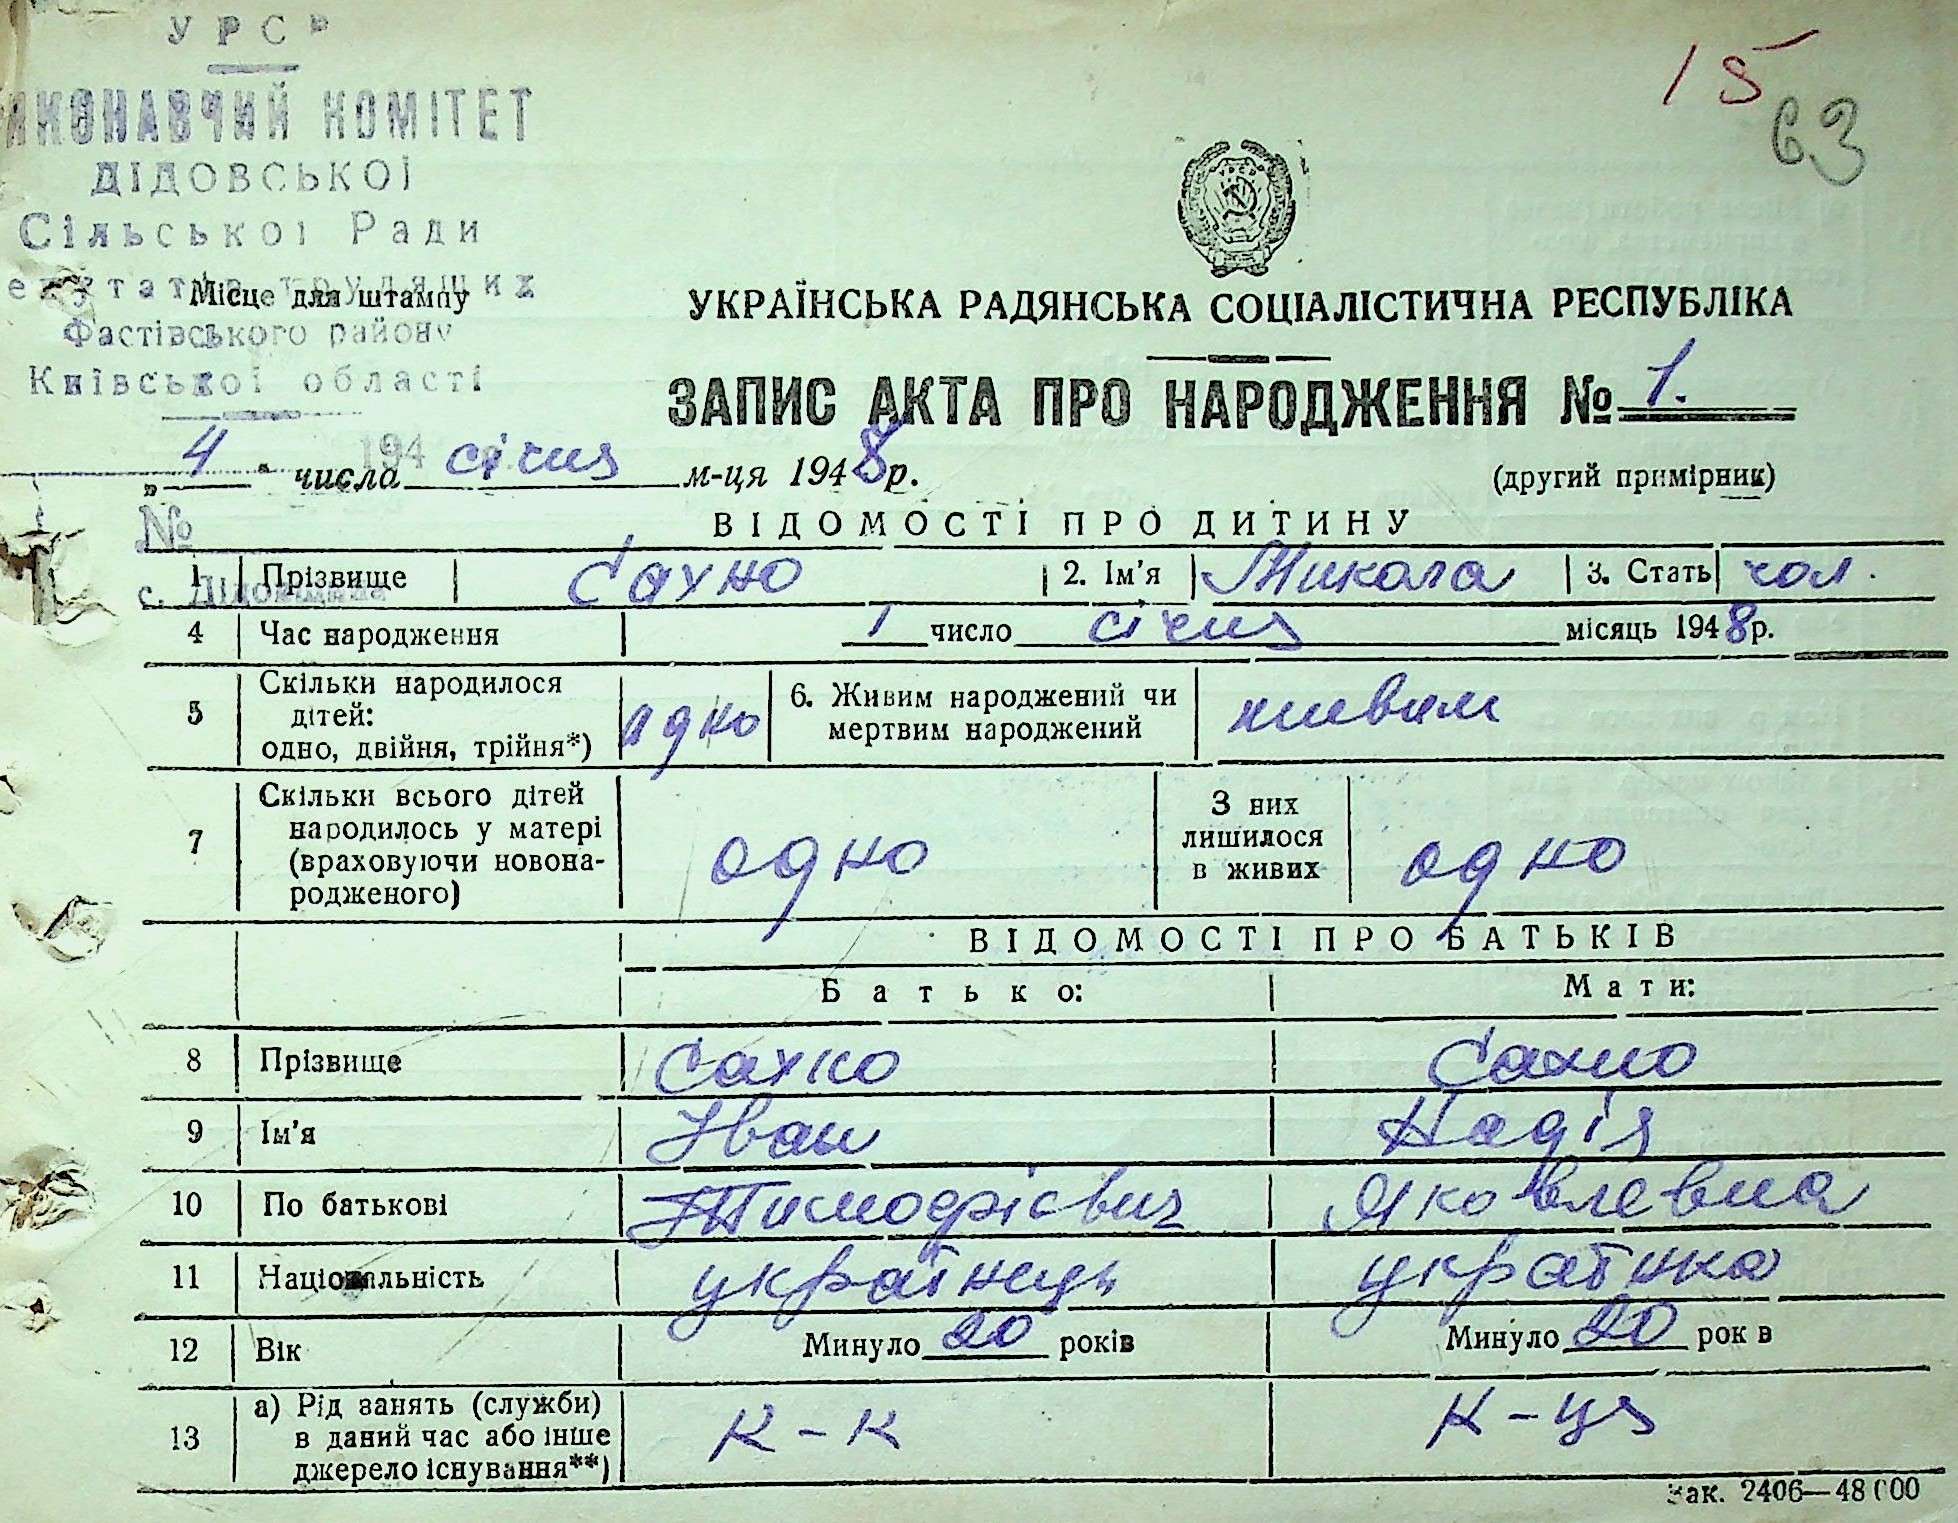 УРСР
ИКОНАВЧИЙ КОМІТЕТ
ДІДОВСЬКОЇ
Сільської Ради
епутатів трудящих
Фастівського району
Київської області
194
№
с.
15
63
Місце для штампу
УКРАЇНСЬКА РАДЯНСЬКА СОЦІАЛІСТИЧНА РЕСПУБЛІКА
ЗАПИС АКТА ПРО НАРОДЖЕННЯ № 1.
„ 4 " числа січня м-ця 1948 р.
(другий примірник)
ВІДОМОСТІ ПРО ДИТИНУ
1 Прізвище Сахно 2. Ім'я Микола 3. Стать чол.
4 Час народження 1 число січня місяць 1948 р.
5 Скільки народилося дітей: одно, двійня, трійня*) одно 6. Живим народжений чи мертвим народжений живим
7 Скільки всього дітей народилось у матері (враховуючи новонародженого) одно З них лишилося в живих одно
ВІДОМОСТІ ПРО БАТЬКІВ
Батько: Мати:
8 Прізвище Сахно Сахно
9 Ім'я Іван Надія
10 По батькові Тимофієвич Яковлевна
11 Національність українець українка
12 Вік Минуло 20 років Минуло 20 рок в
13 а) Рід занять (служби) в даний час або інше джерело існування**) к-к к-ця
Зак. 2406—48000